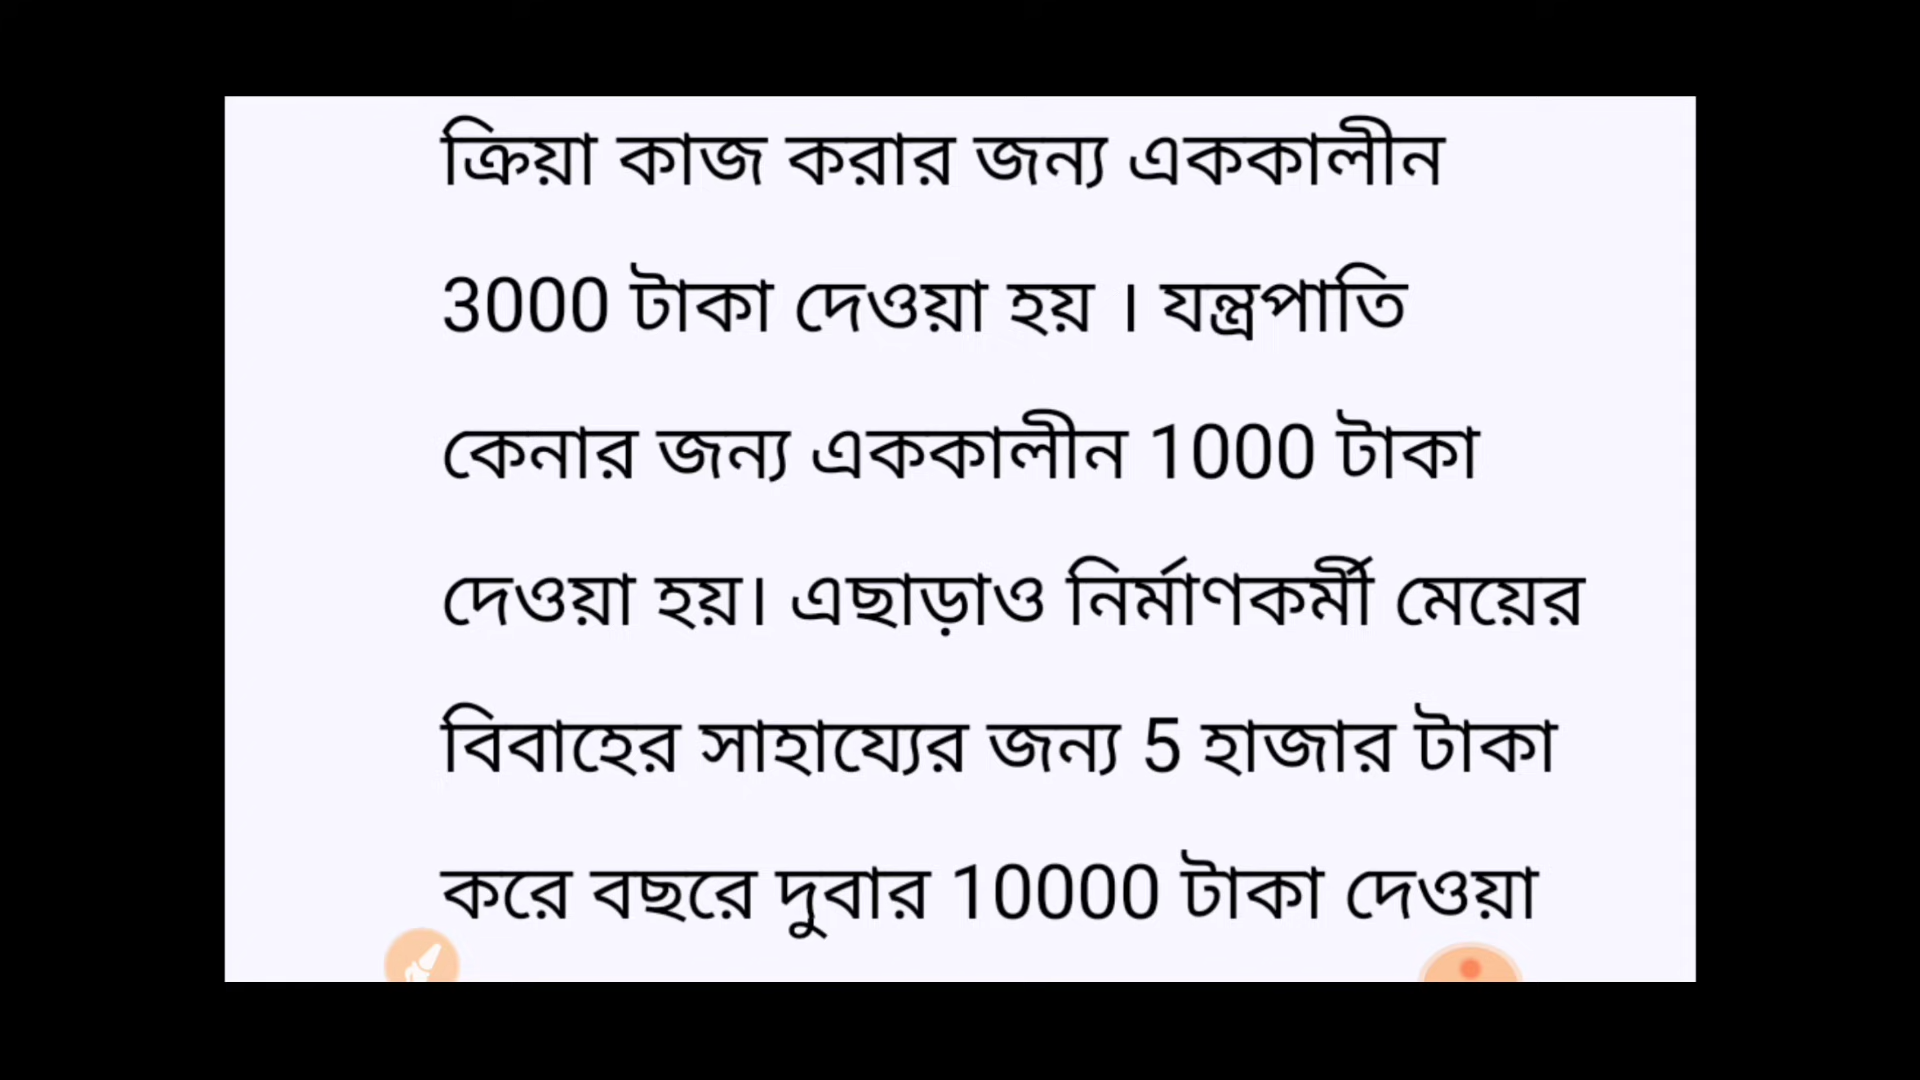 ক্রিয়া কাজ করার জন্য এককালীন
3000 টাকা দেওয়া হয় । যন্ত্রপাতি
কেনার জন্য এককালীন 1000 টাকা
দেওয়া হয়। এছাড়াও নির্মাণকর্মী মেয়ের
বিবাহের সাহায্যের জন্য 5 হাজার টাকা
করে বছরে দুবার 10000 টাকা দেওয়া